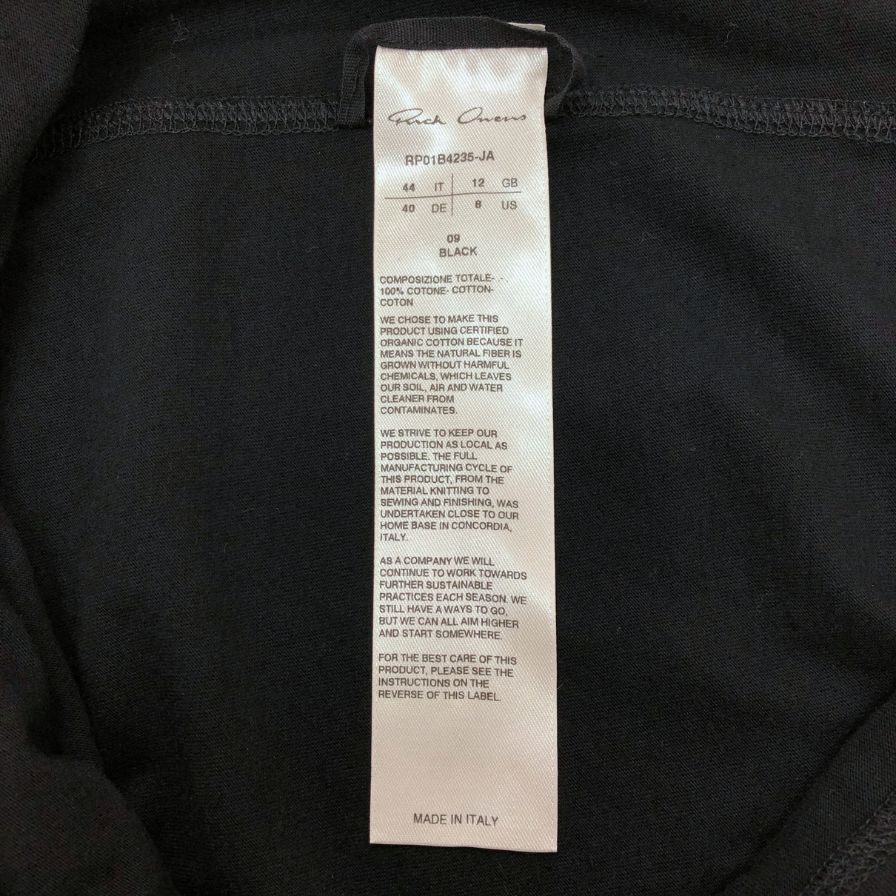 Rick Owens
RP01B4235-JA
44 IT 12 GB
40 DE 8 US
09
BLACK
COMPOSIZIONE TOTALE-
100% COTONE- COTTON-
COTON
WE CHOSE TO MAKE THIS
PRODUCT USING CERTIFIED
ORGANIC COTTON BECAUSE IT
MEANS THE NATURAL FIBER IS
GROWN WITHOUT HARMFUL
CHEMICALS, WHICH LEAVES
OUR SOIL, AIR AND WATER
CLEANER FROM
CONTAMINATES.
WE STRIVE TO KEEP OUR
PRODUCTION AS LOCAL AS
POSSIBLE. THE FULL
MANUFACTURING CYCLE OF
THIS PRODUCT, FROM THE
MATERIAL KNITTING TO
SEWING AND FINISHING, WAS
UNDERTAKEN CLOSE TO OUR
HOME BASE IN CONCORDIA,
ITALY.
AS A COMPANY WE WILL
CONTINUE TO WORK TOWARDS
FURTHER SUSTAINABLE
PRACTICES EACH SEASON. WE
STILL HAVE A WAYS TO GO,
BUT WE CAN ALL AIM HIGHER
AND START SOMEWHERE.
FOR THE BEST CARE OF THIS
PRODUCT, PLEASE SEE THE
INSTRUCTIONS ON THE
REVERSE OF THIS LABEL.
MADE IN ITALY